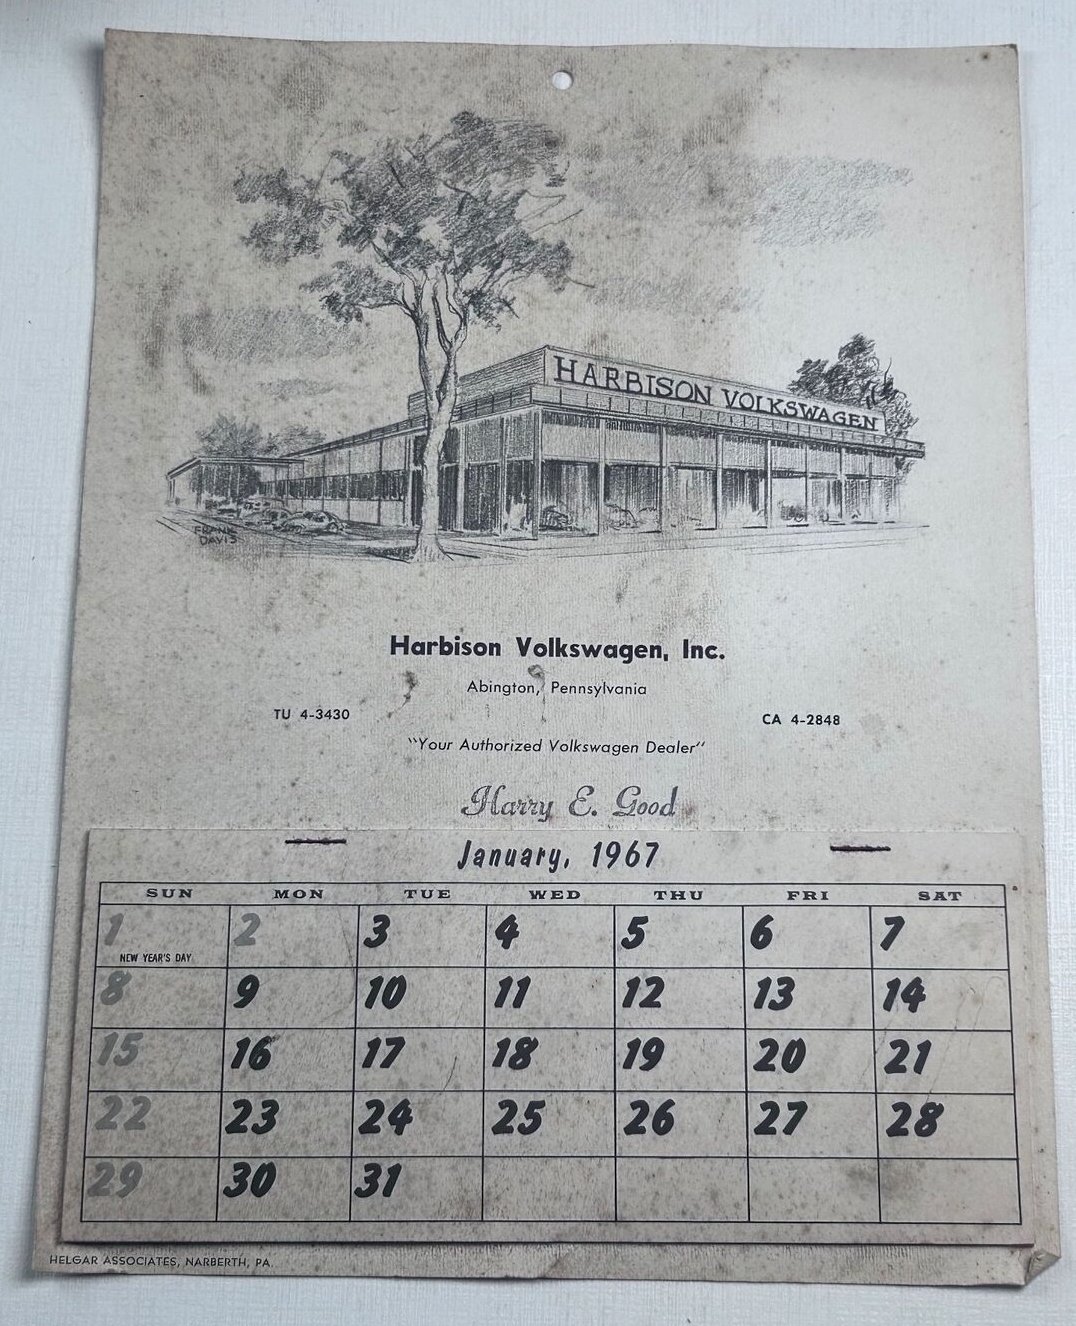 HARBISON VOLKSWAGEN
DAVIS
Harbison Volkswagen, Inc.
Abington, Pennsylvania
TU 4-3430 CA 4-2848
"Your Authorized Volkswagen Dealer"
Harry E. Good
January, 1967
SUN MON TUE WED THU FRI SAT
1 2 3 4 5 6 7
NEW YEAR'S DAY
8 9 10 11 12 13 14
15 16 17 18 19 20 21
22 23 24 25 26 27 28
29 30 31
HELGAR ASSOCIATES, NARBERTH, PA.